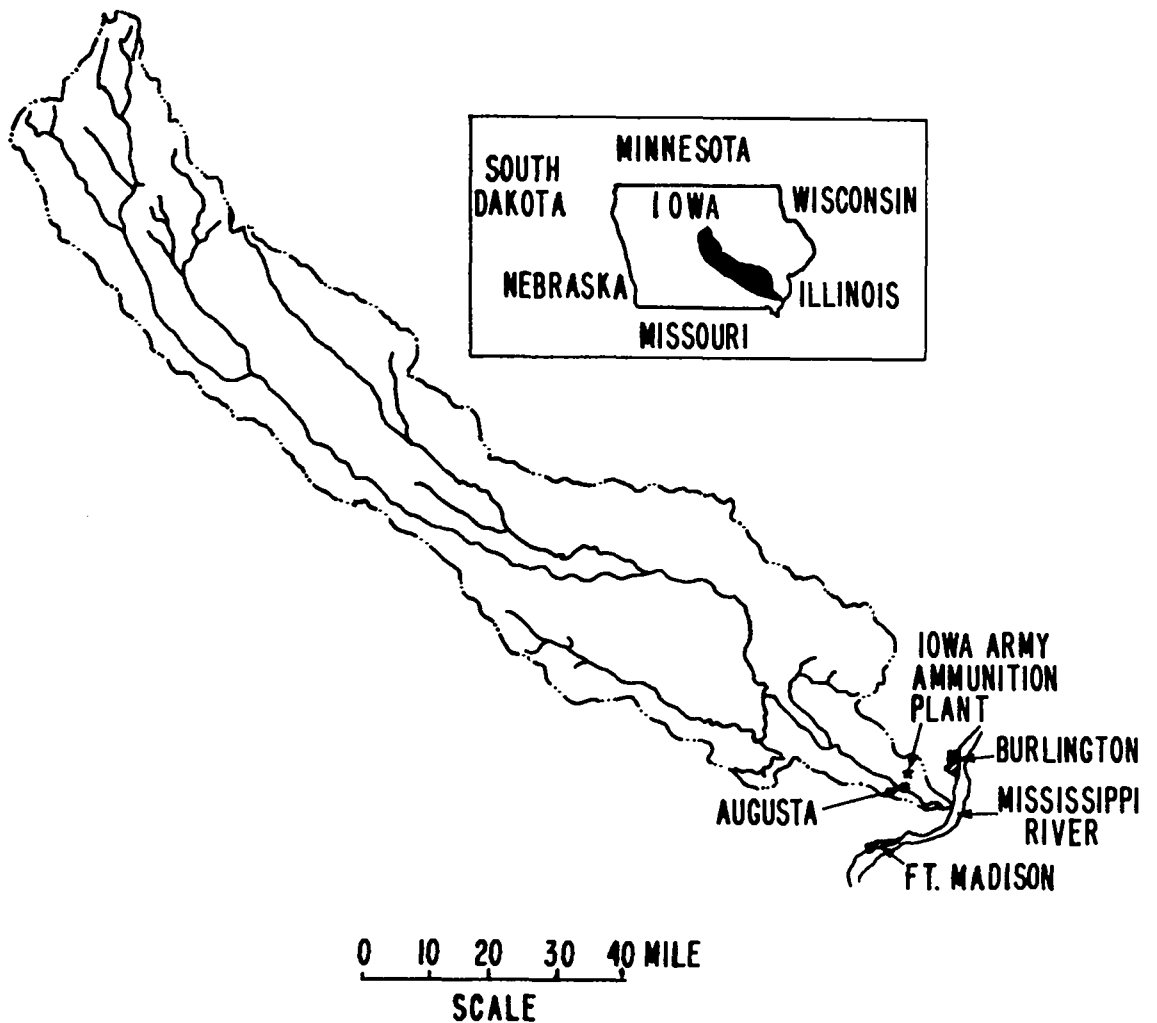 MINNESOTA
SOUTH
DAKOTA
IOWA
WISCONSIN
NEBRASKA
ILLINOIS
MISSOURI
IOWA ARMY
AMMUNITION
PLANT
BURLINGTON
AUGUSTA
MISSISSIPPI
RIVER
FT. MADISON
0 10 20 30 40 MILE
SCALE